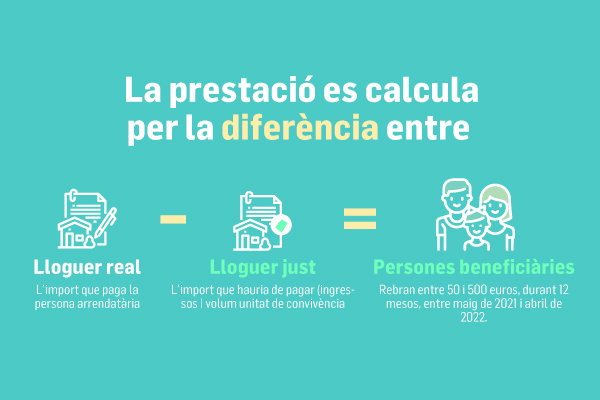 La prestació es calcula
per la diferència entre
Lloguer real
L'import que paga la
persona arrendatària
Lloguer just
L'Import que hauria de pagar (Ingres-
sos I volum unitat de convivència
Persones beneficiàries
Rebran entre 50 i 500 euros, durant 12
mesos, entre maig de 2021 i abril de
2022.